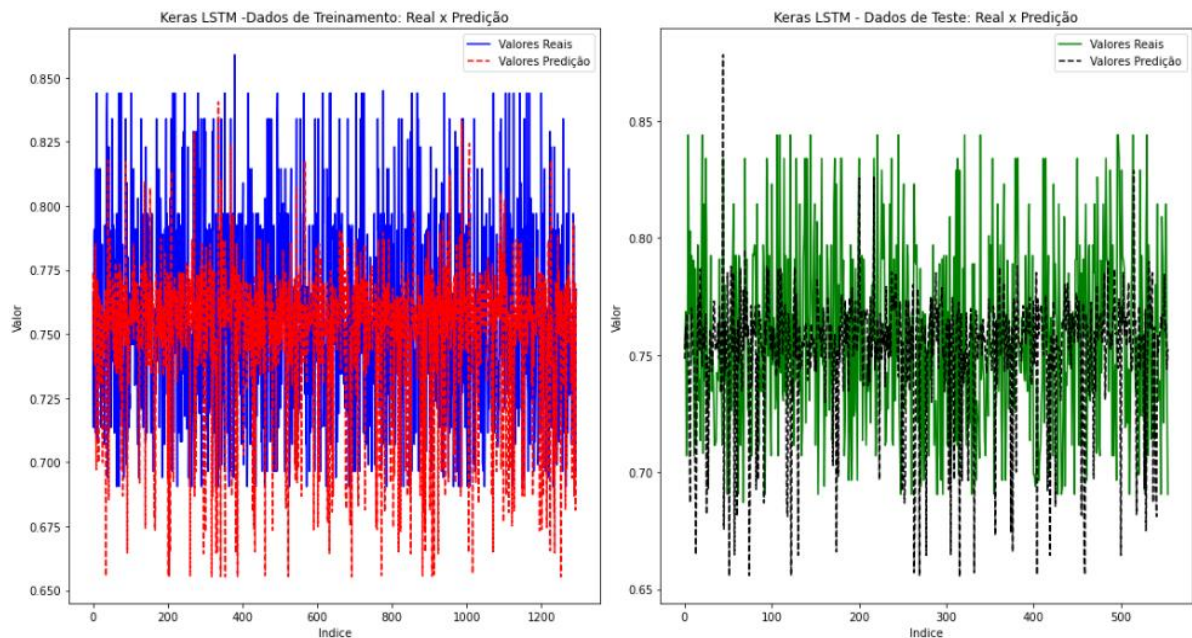 Keras LSTM -Dados de Treinamento: Real x Predição
Valores Reais
Valores Predição
0.850
0.825
0.800
0.775
0.750
0.725
0.700
0.675
0.650
Valor
0
200
400
600
800
1000
1200
Indice
Keras LSTM - Dados de Teste: Real x Predição
Valores Reais
Valores Predição
0.85
0.80
0.75
0.70
0.65
Valor
0
100
200
300
400
500
Indice